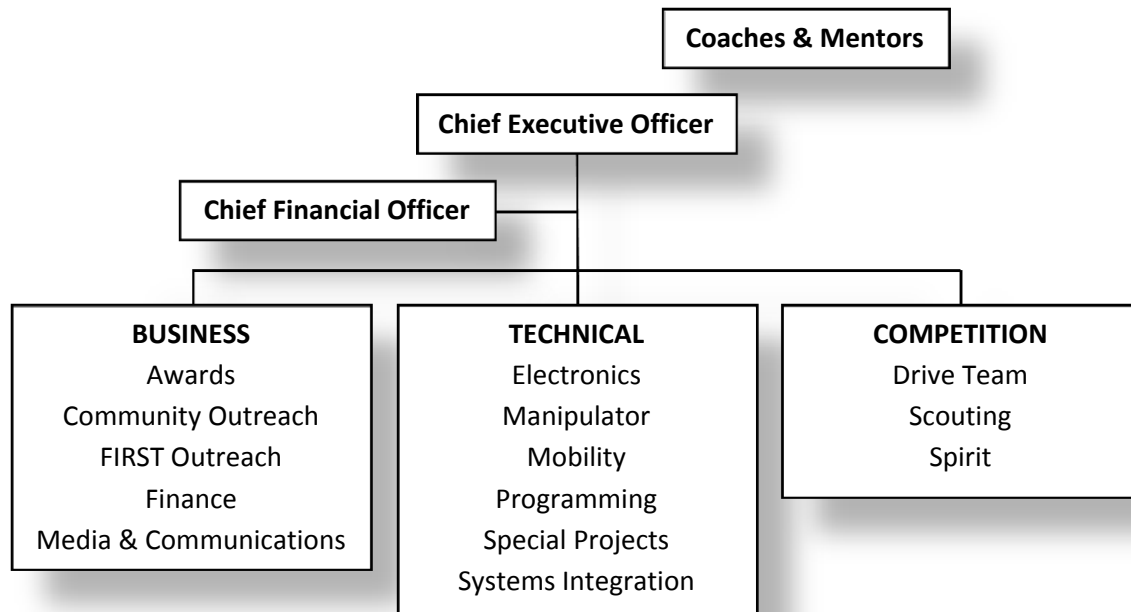 Coaches & Mentors
Chief Executive Officer
Chief Financial Officer
BUSINESS
Awards
Community Outreach
FIRST Outreach
Finance
Media & Communications
TECHNICAL
Electronics
Manipulator
Mobility
Programming
Special Projects
Systems Integration
COMPETITION
Drive Team
Scouting
Spirit